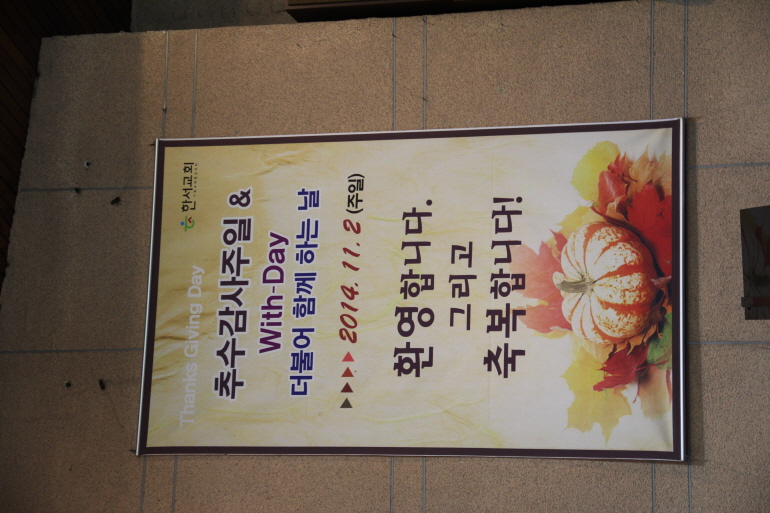 한서교회
Thanks Giving Day
추수감사주일 &
With-Day
더불어 함께 하는 날
2014. 11. 2 (주일)
환영합니다.
그리고
축복합니다!